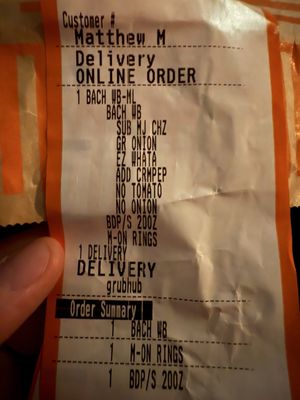 Customer #
Matthew M
Delivery
ONLINE ORDER
1 BACH WB-ML
BACH WB
SUB MJ CHZ
GR ONION
EZ WHATA
ADD CRMPEP
NO TOMATO
NO ONION
BDP/S 20OZ
M-ON RINGS
1 DELIVERY
DELIVERY
grubhub
Order Summary
1 BACH WB
1 M-ON RINGS
1 BDP/S 20OZ